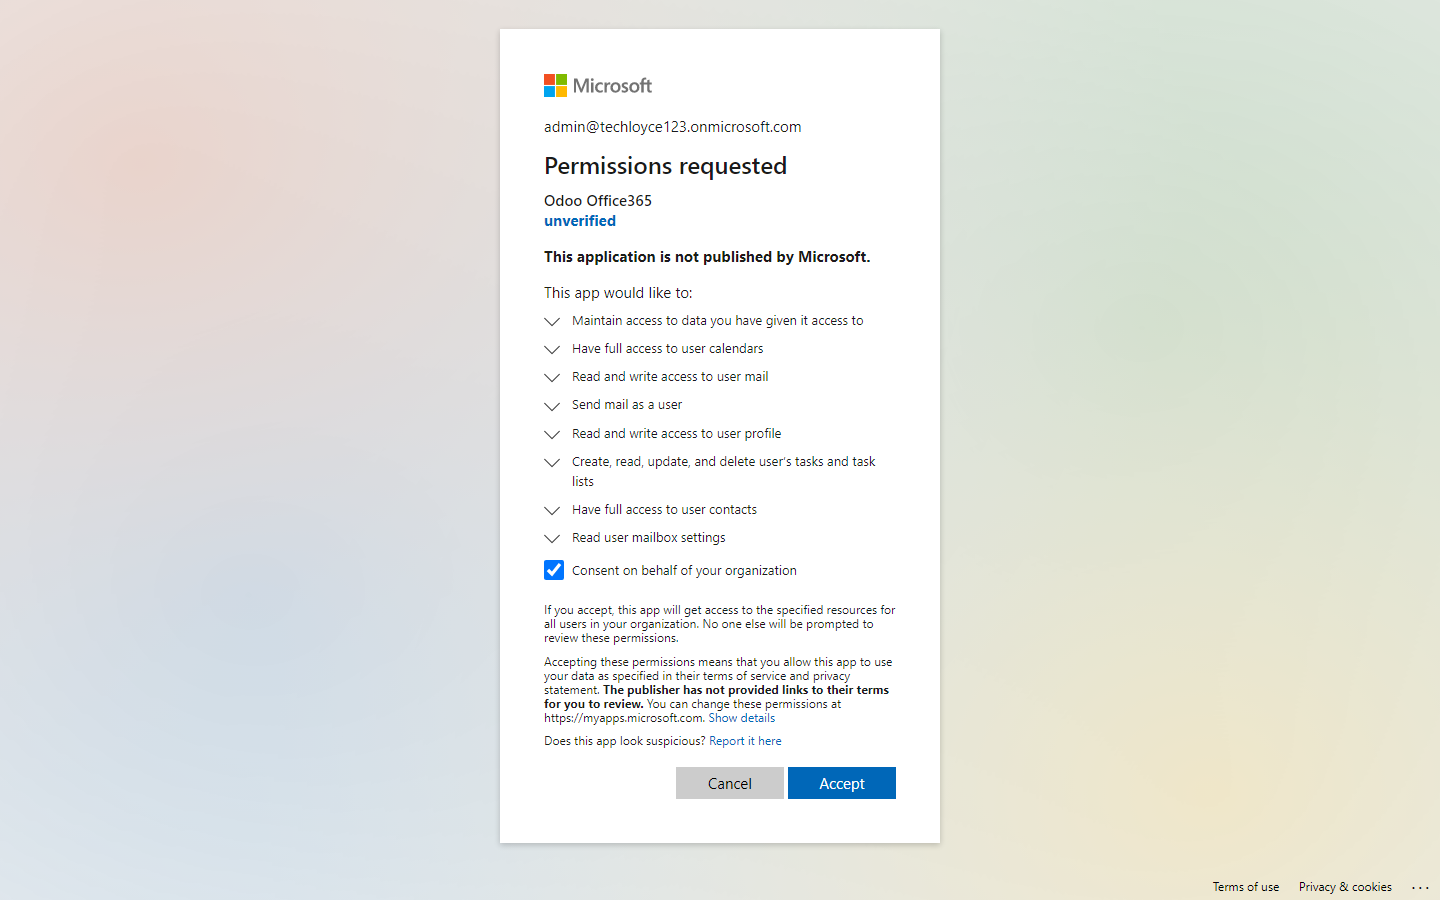 Microsoft
admin@techloyce123.onmicrosoft.com
Permissions requested
Odoo Office365
unverified
This application is not published by Microsoft.
This app would like to:
Maintain access to data you have given it access to
Have full access to user calendars
Read and write access to user mail
Send mail as a user
Read and write access to user profile
Create, read, update, and delete user's tasks and task
lists
Have full access to user contacts
Read user mailbox settings
Consent on behalf of your organization
If you accept, this app will get access to the specified resources for
all users in your organization. No one else will be prompted to
review these permissions.
Accepting these permissions means that you allow this app to use
your data as specified in their terms of service and privacy
statement. The publisher has not provided links to their terms
for you to review. You can change these permissions at
https://myapps.microsoft.com. Show details
Does this app look suspicious? Report it here
Cancel Accept
Terms of use Privacy & cookies ...